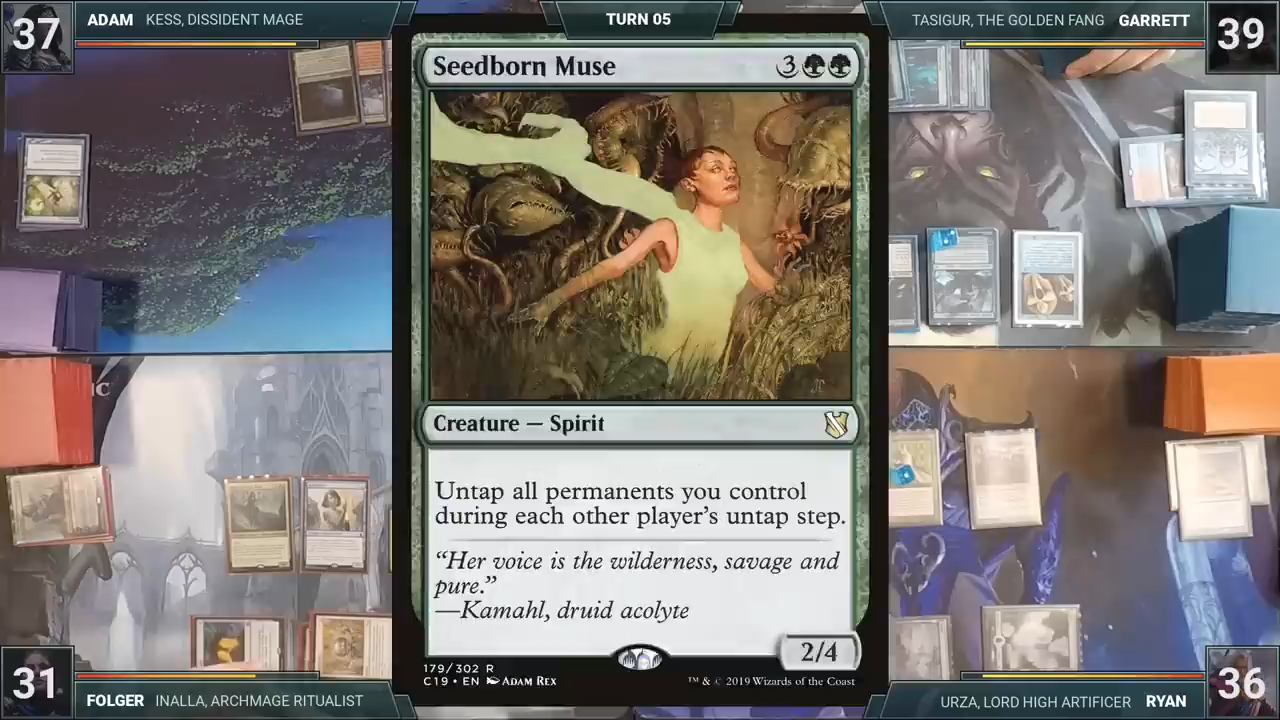 37
ADAM KESS, DISSIDENT MAGE
TURN 05
TASIGUR, THE GOLDEN FANG GARRETT
39
Seedborn Muse 3
Creature — Spirit
Untap all permanents you control
during each other player's untap step.
"Her voice is the wilderness, savage and
pure."
—Kamahl, druid acolyte
2/4
179/302 R
C19 • EN ADAM REX
™ & © 2019 Wizards of the Coast
31
FOLGER INALLA, ARCHMAGE RITUALIST
URZA, LORD HIGH ARTIFICER RYAN
36